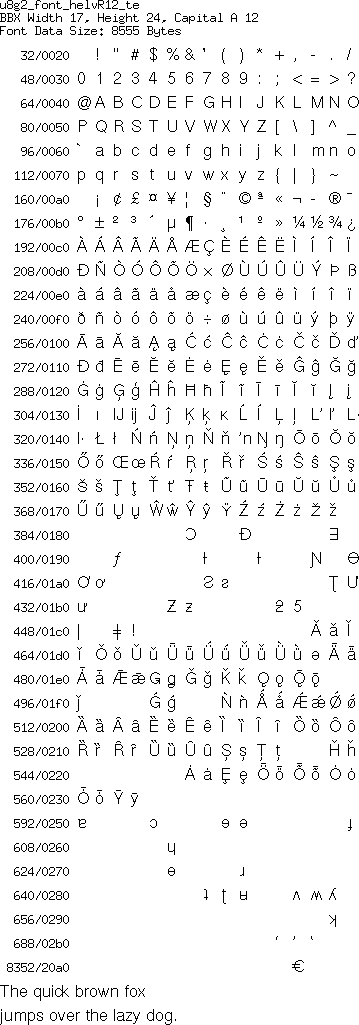 u8g2_font_helvR12_te
BBX Width 17, Height 24, Capital A 12
Font Data Size: 8555 Bytes
32/0020 ! " # $ % & ' ( ) * + , - . /
48/0030 0 1 2 3 4 5 6 7 8 9 : ; < = > ?
64/0040 @ A B C D E F G H I J K L M N O
80/0050 P Q R S T U V W X Y Z [ \ ] ^ _
96/0060 ` a b c d e f g h i j k l m n o
112/0070 p q r s t u v w x y z { | } ~
160/00a0 ¡ ¢ £ ¤ ¥ ¦ § ¨ © ª « ¬ - ® ¯
176/00b0 ° ± ² ³ ´ µ ¶ · ¸ ¹ º » ¼ ½ ¾ ¿
192/00c0 À Á Â Ã Ä Å Æ Ç È É Ê Ë Ì Í Î Ï
208/00d0 Ð Ñ Ò Ó Ô Õ Ö × Ø Ù Ú Û Ü Ý Þ ß
224/00e0 à á â ã ä å æ ç è é ê ë ì í î ï
240/00f0 ð ñ ò ó ô õ ö ÷ ø ù ú û ü ý þ ÿ
256/0100 Ā ā Ă ă Ą ą Ć ć Ĉ ĉ Ċ ċ Č č Ď ď
272/0110 Đ đ Ē ē Ĕ ĕ Ė ė Ę ę Ě ě Ĝ ĝ Ğ ğ
288/0120 Ġ ġ Ģ ģ Ĥ ĥ Ħ ħ Ĩ ĩ Ī ī Ĭ ĭ Į į
304/0130 İ ı Ĳ ĳ Ĵ ĵ Ķ ķ ĸ Ĺ ĺ Ļ ļ Ľ ľ Ŀ
320/0140 ŀ Ł ł Ń ń Ņ ņ Ň ň ŉ Ŋ ŋ Ō ō Ŏ ŏ
336/0150 Ő ő Œ œ Ŕ ŕ Ŗ ŗ Ř ř Ś ś Ŝ ŝ Ş ş
352/0160 Š š Ţ ţ Ť ť Ŧ ŧ Ũ ũ Ū ū Ŭ ŭ Ů ů
368/0170 Ű ű Ų ų Ŵ ŵ Ŷ ŷ Ÿ Ź ź Ż ż Ž ž
384/0180 Ɔ Ɖ Ǝ
400/0190 ƒ ƚ Ɲ Ɵ
416/01a0 Ơ ơ Ƨ ƨ Ʈ Ư
432/01b0 ư Ƶ ƶ ƻ 5
448/01c0 ǀ ǂ ǃ Ǎ ǎ Ǐ
464/01d0 ǐ Ǒ ǒ Ǔ ǔ Ǖ ǖ Ǘ ǘ Ǚ ǚ Ǜ ǜ ǝ Ǟ ǟ
480/01e0 Ǡ ǡ Ǣ ǣ Ǥ ǥ Ǧ ǧ Ǩ ǩ Ǫ ǫ Ǭ ǭ
496/01f0 ǰ Ǵ ǵ Ǹ ǹ Ǻ ǻ Ǽ ǽ Ǿ ǿ
512/0200 Ȁ ȁ Ȃ ȃ Ȅ ȅ Ȇ ȇ Ȉ ȉ Ȋ ȋ Ȍ ȍ Ȏ ȏ
528/0210 Ȑ ȑ Ȓ ȓ Ȕ ȕ Ȗ ȗ Ș ș Ț ț Ȟ ȟ
544/0220 Ȧ ȧ Ȩ ȩ Ȫ ȫ Ȭ ȭ Ȯ ȯ
560/0230 Ȱ ȱ Ȳ ȳ
592/0250 ɐ ɔ ɘ ə ɟ
608/0260 ɥ
624/0270 ɵ ɹ
640/0280 ʇ ʈ ʌ ʍ ʎ
656/0290 ʞ
688/02b0 ʻ ʼ ʽ
8352/20a0 €
The quick brown fox
jumps over the lazy dog.